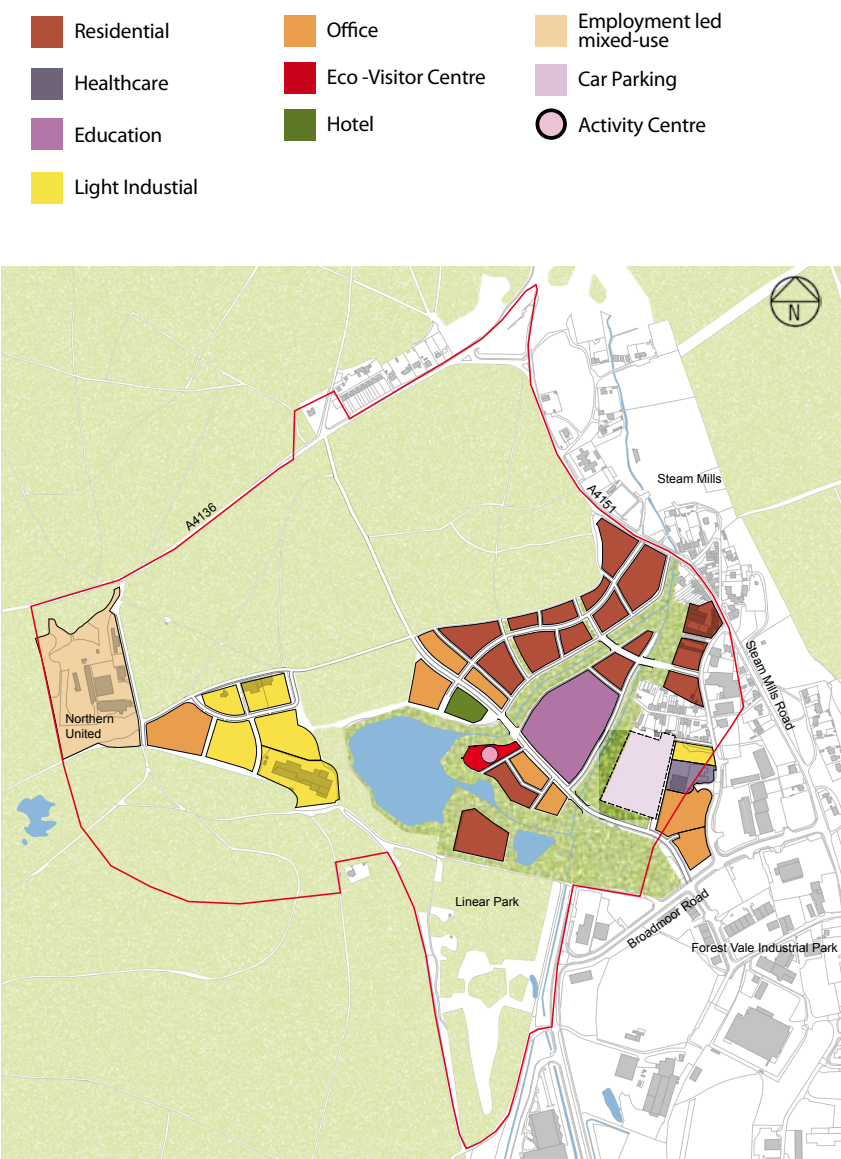 Residential
Office
Employment led
mixed-use
Healthcare
Eco -Visitor Centre
Car Parking
Education
Hotel
Activity Centre
Light Industial
N
Steam Mills
A4151
A4136
Steam Mills Road
Northern
United
Linear Park
Broadmoor Road
Forest Vale Industrial Park